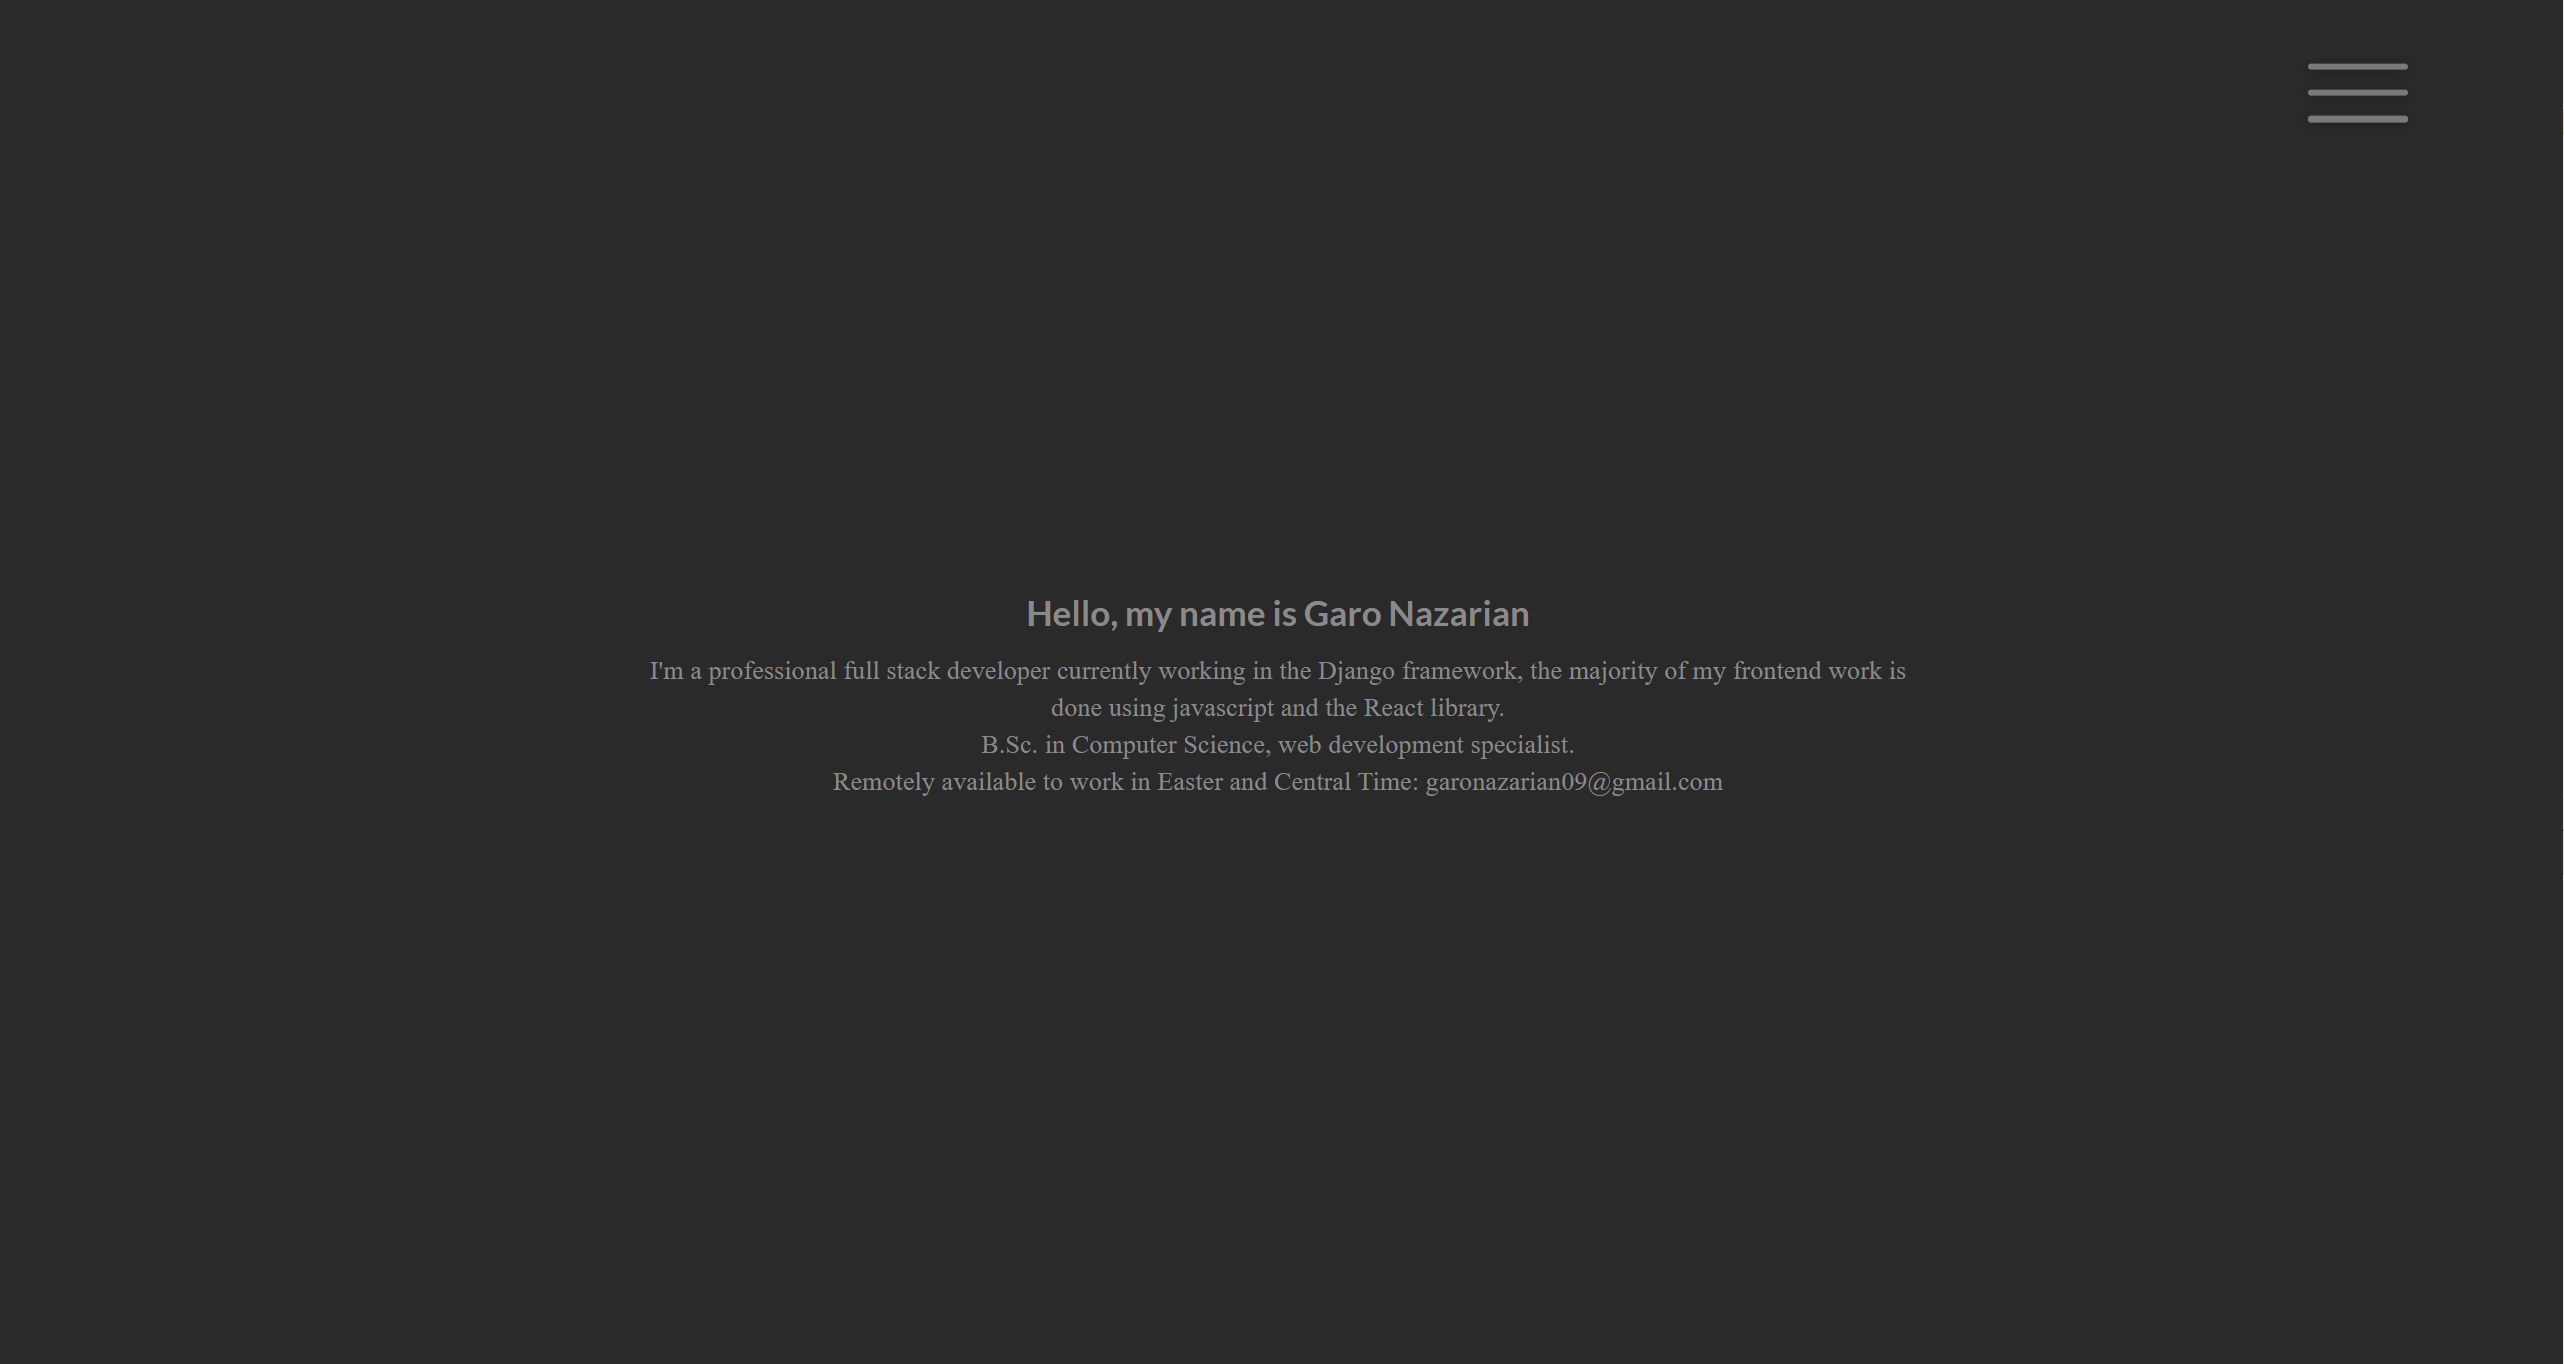 Hello, my name is Garo Nazarian
I'm a professional full stack developer currently working in the Django framework, the majority of my frontend work is
done using javascript and the React library.
B.Sc. in Computer Science, web development specialist.
Remotely available to work in Easter and Central Time: garonazarian09@gmail.com